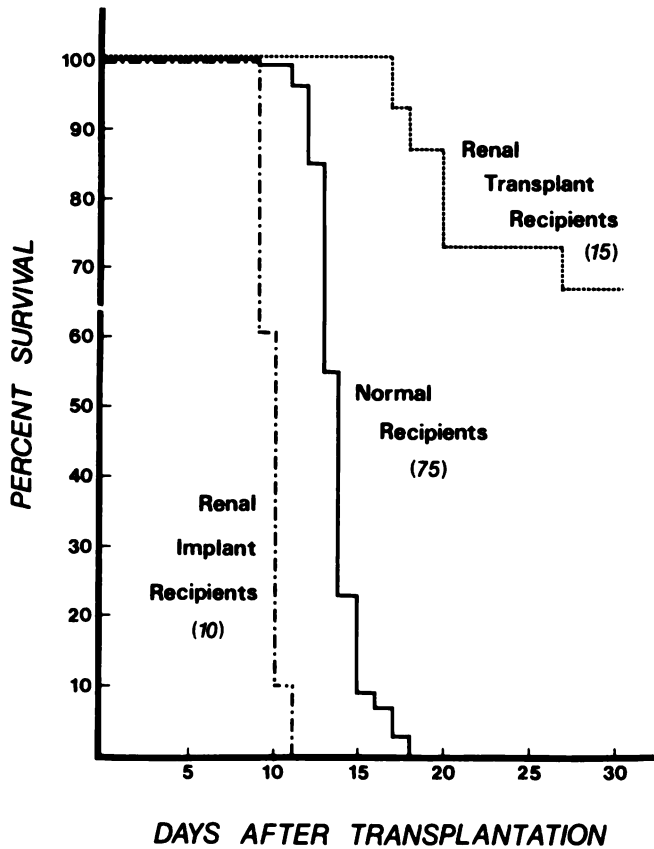 PERCENT SURVIVAL
100
90
80
70
60
50
40
30
20
10
Renal
Transplant
Recipients
(15)
Normal
Recipients
(75)
Renal
Implant
Recipients
(10)
5
10
15
20
25
30
DAYS AFTER TRANSPLANTATION